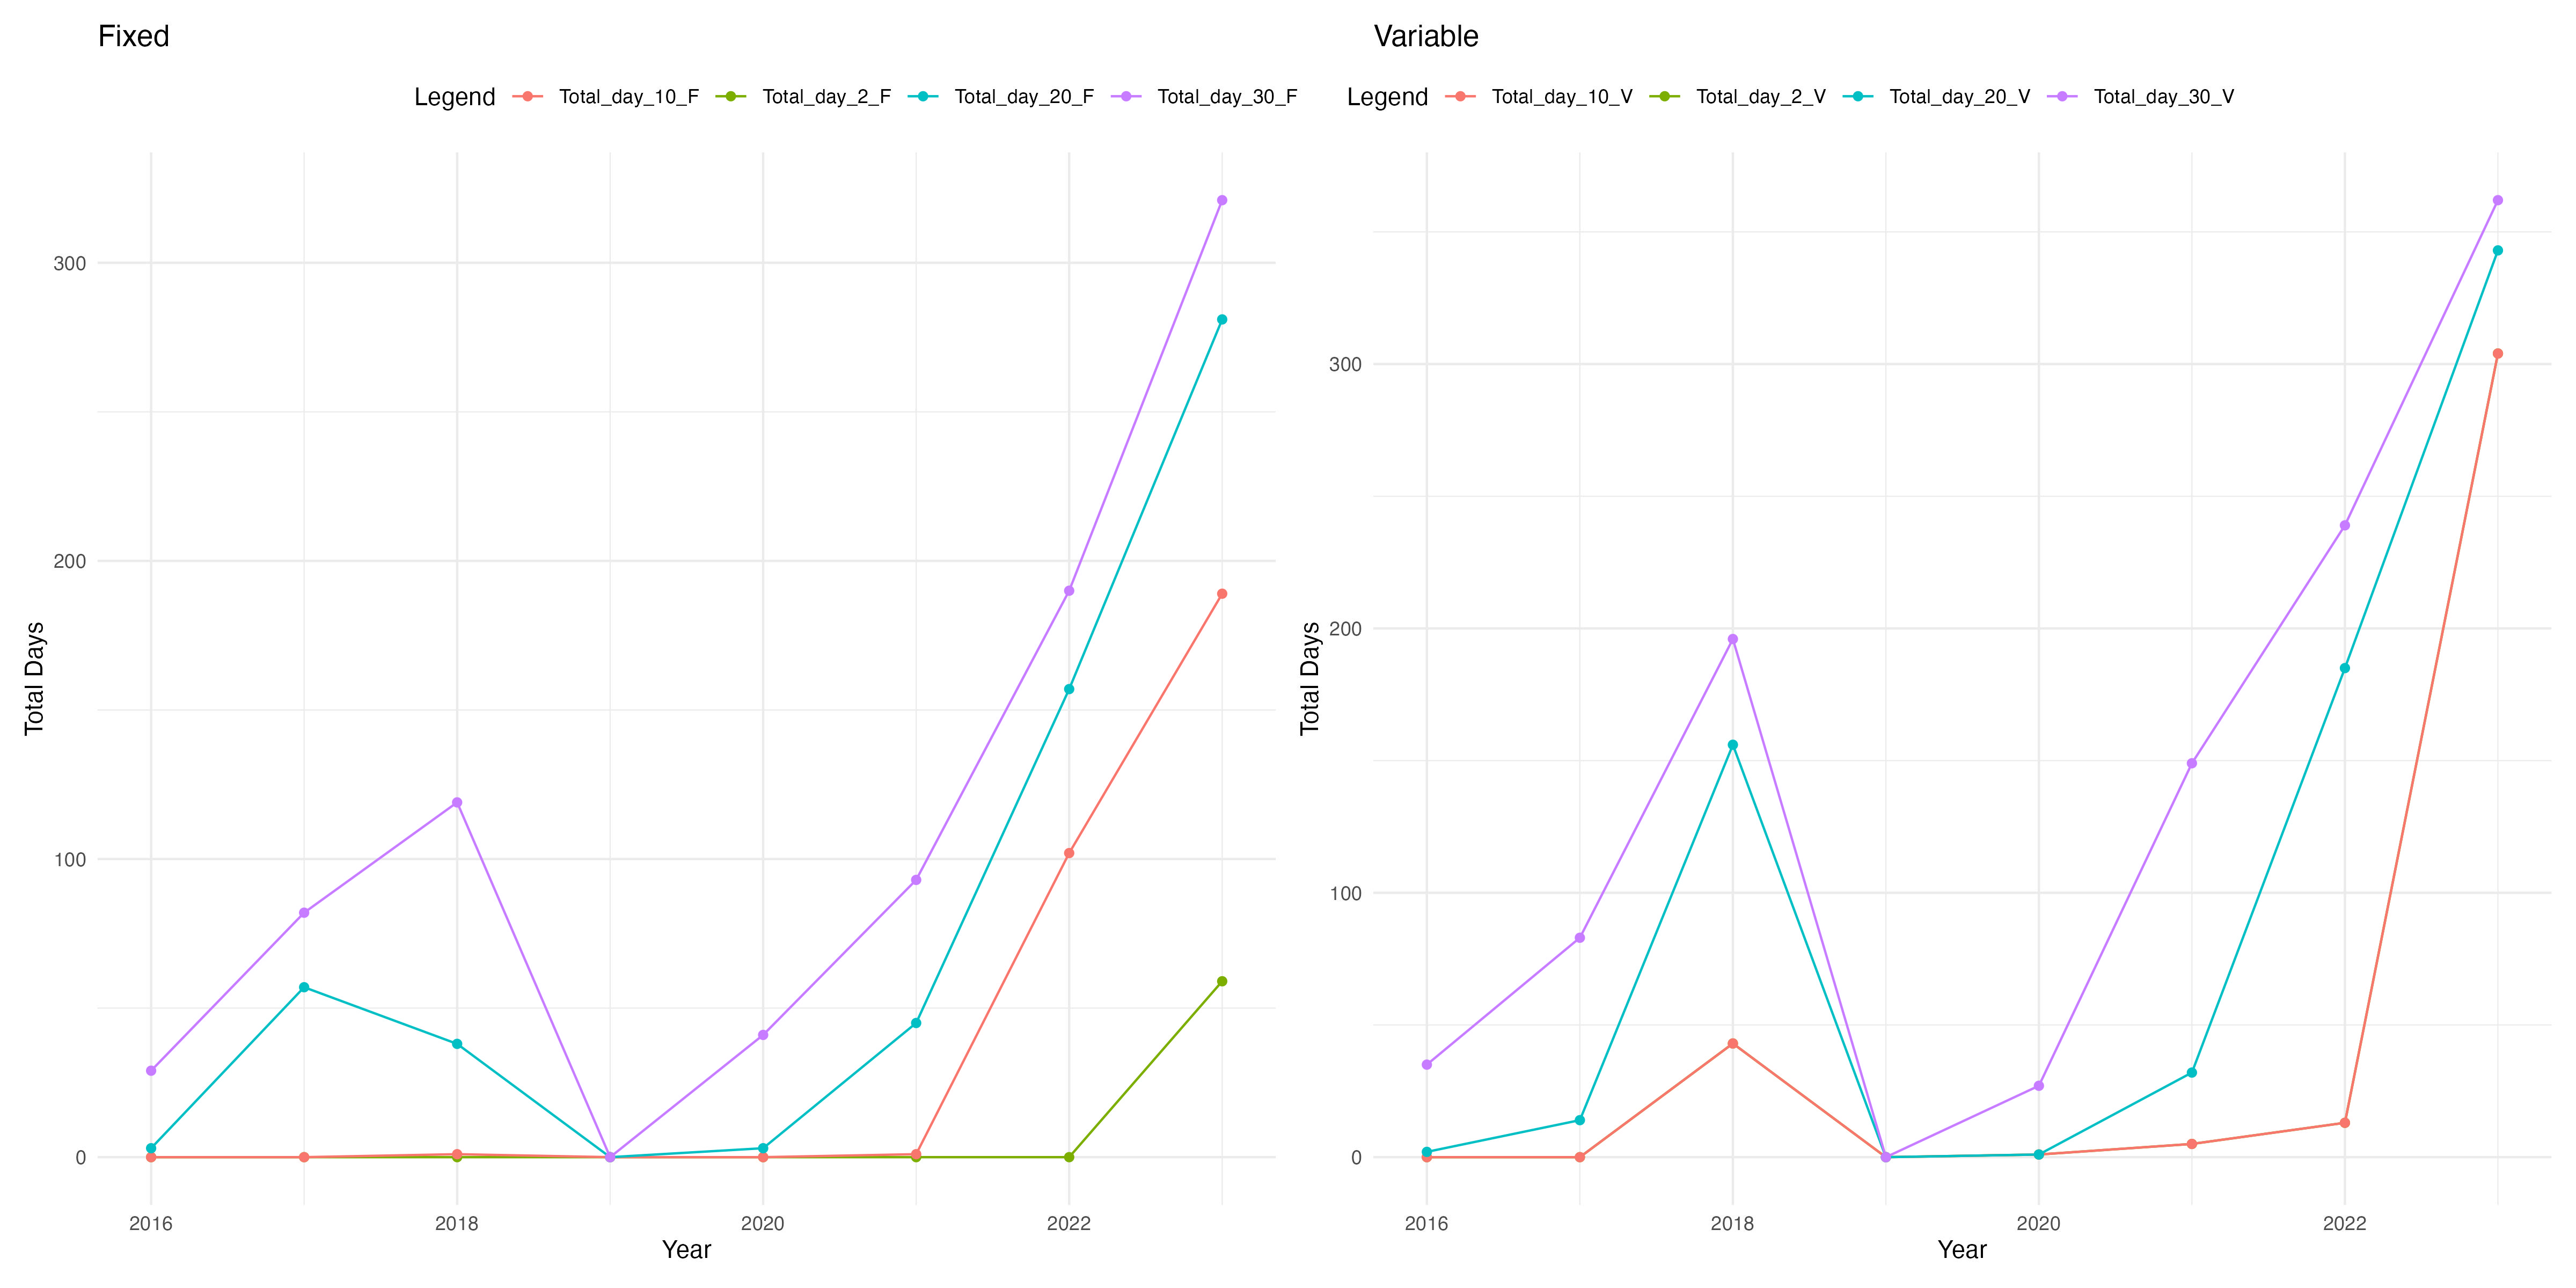 Fixed
Legend Total_day_10_F Total_day_2_F Total_day_20_F Total_day_30_F
300
200
100
0
Total Days
2016 2018 2020 2022
Year
Variable
Legend Total_day_10_V Total_day_2_V Total_day_20_V Total_day_30_V
300
200
100
0
Total Days
2016 2018 2020 2022
Year